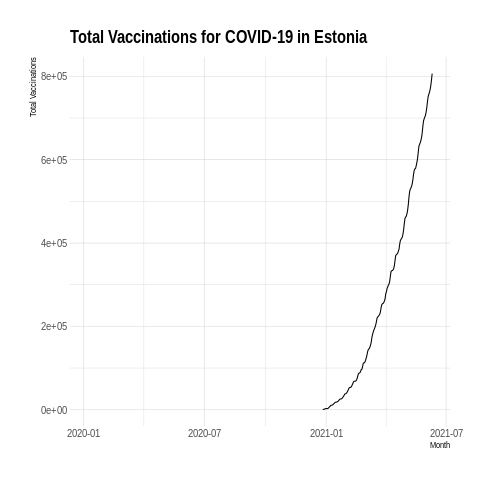 Total Vaccinations for COVID-19 in Estonia
Total Vaccinations
8e+05
6e+05
4e+05
2e+05
0e+00
2020-01
2020-07
2021-01
2021-07
Month